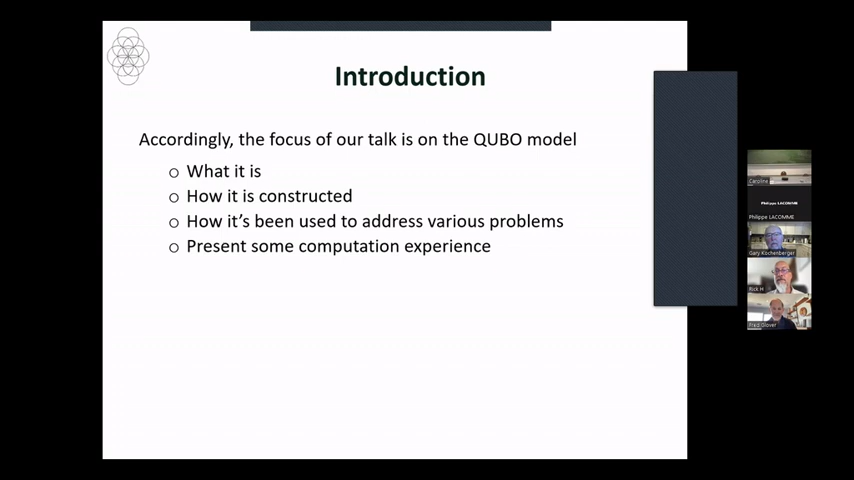 Introduction
Accordingly, the focus of our talk is on the QUBO model
o What it is
o How it is constructed
o How it's been used to address various problems
o Present some computation experience
Caroline
Philippe LACOMME
Philippe LACOMME
Gary Kochenberger
Rick H
Fred Glover